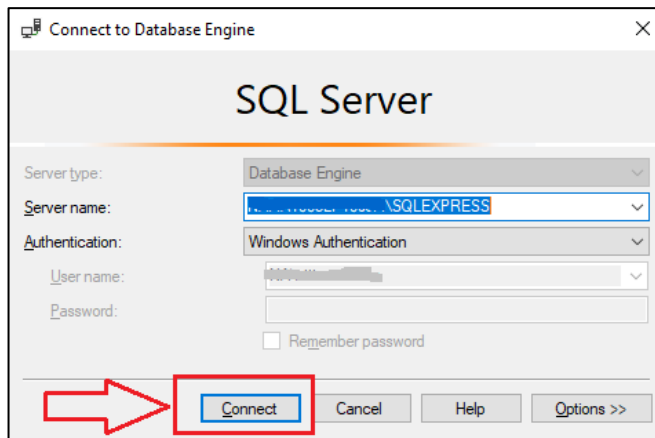 Connect to Database Engine
SQL Server
Server type: Database Engine
Server name: \SQLEXPRESS
Authentication: Windows Authentication
User name:
Password:
Remember password
Connect Cancel Help Options >>